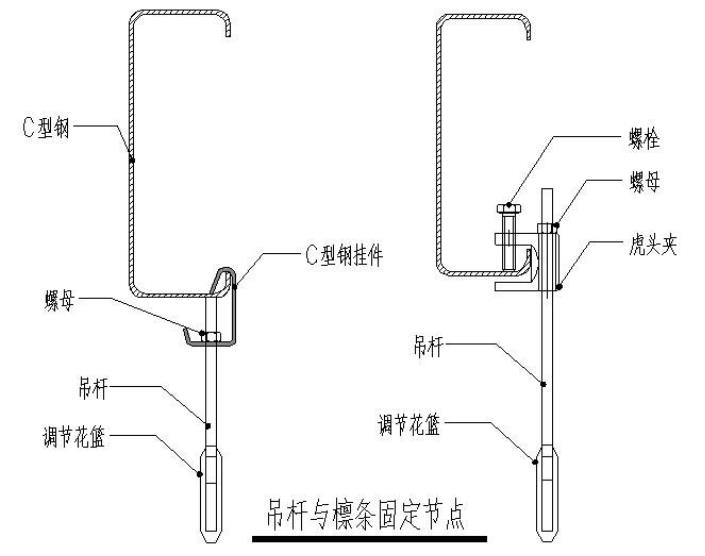 C型钢
螺栓
螺母
虎头夹
C型钢挂件
螺母
吊杆
吊杆
调节花篮
调节花篮
吊杆与檩条固定节点